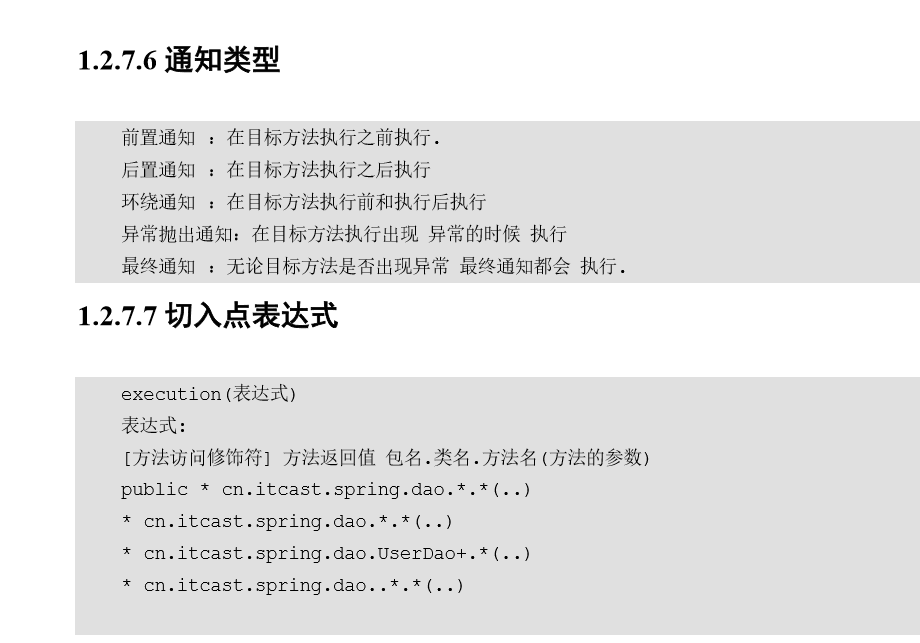 1.2.7.6 通知类型
前置通知 ：在目标方法执行之前执行.
后置通知 ：在目标方法执行之后执行
环绕通知 ：在目标方法执行前和执行后执行
异常抛出通知：在目标方法执行出现 异常的时候 执行
最终通知 ：无论目标方法是否出现异常 最终通知都会 执行.
1.2.7.7 切入点表达式
execution(表达式)
表达式:
[方法访问修饰符] 方法返回值 包名.类名.方法名(方法的参数)
public * cn.itcast.spring.dao.*.*(..)
* cn.itcast.spring.dao.*.*(..)
* cn.itcast.spring.dao.UserDao+.*(..)
* cn.itcast.spring.dao..*.*(..)